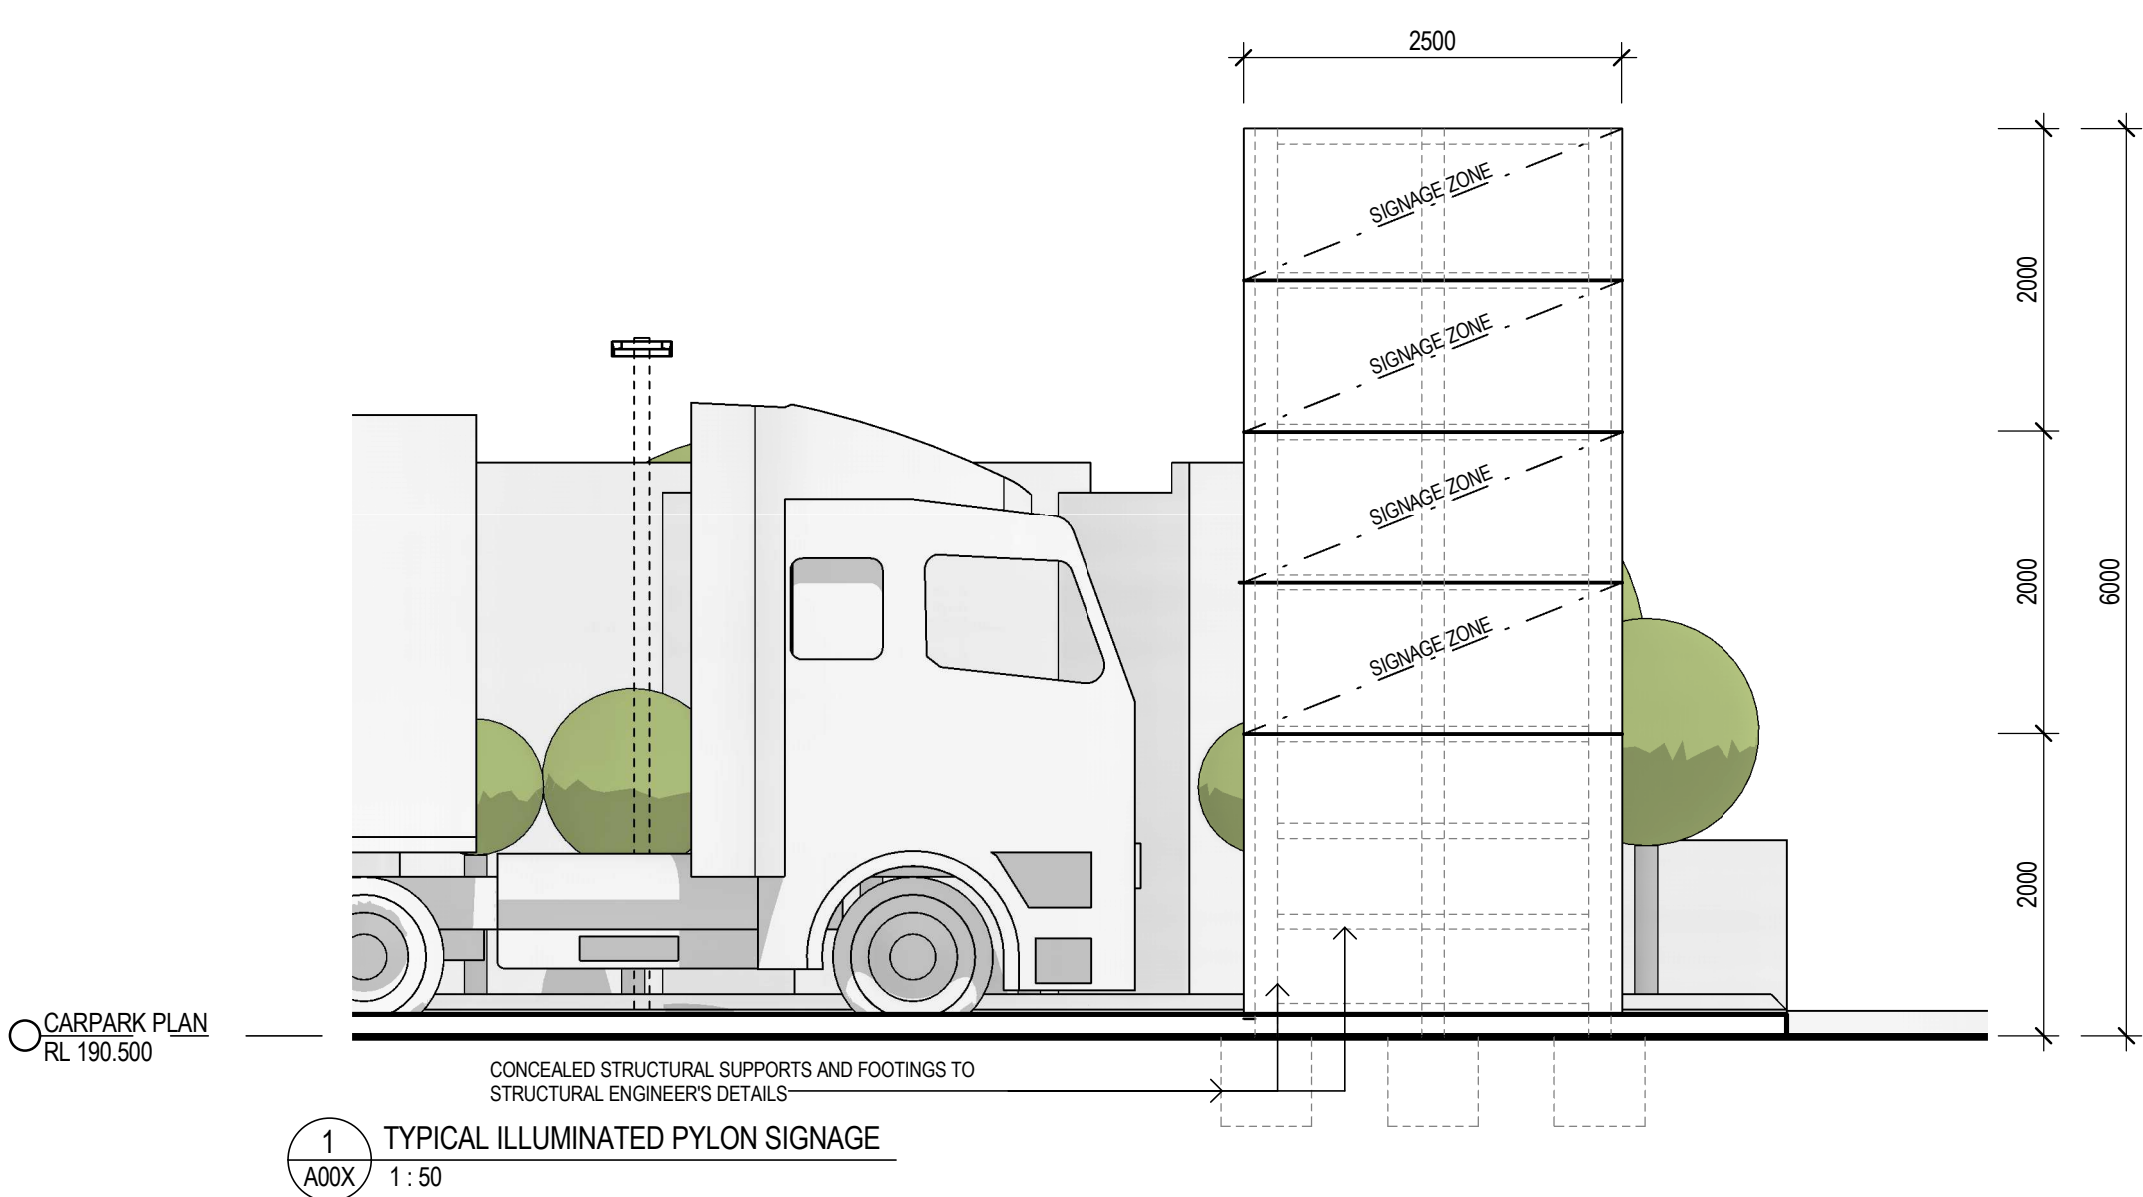 2500
SIGNAGE ZONE
2000
SIGNAGE ZONE
SIGNAGE ZONE
2000
6000
SIGNAGE ZONE
2000
CARPARK PLAN
RL 190.500
CONCEALED STRUCTURAL SUPPORTS AND FOOTINGS TO
STRUCTURAL ENGINEER'S DETAILS
1
TYPICAL ILLUMINATED PYLON SIGNAGE
A00X
1 : 50